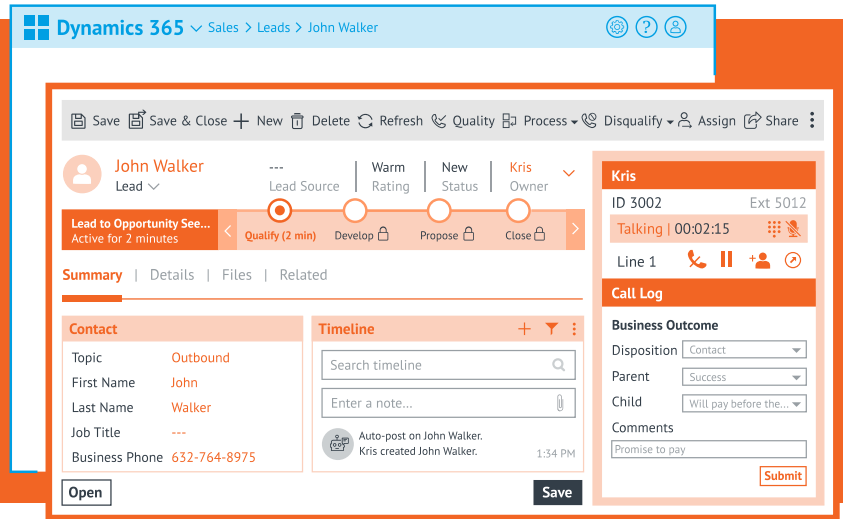 Dynamics 365 Sales > Leads > John Walker
Save Save & Close New Delete Refresh Quality Process Disqualify Assign Share
John Walker
Lead
---
Lead Source
Warm
Rating
New
Status
Kris
Owner
Lead to Opportunity See...
Active for 2 minutes
Qualify (2 min) Develop Propose Close
Summary | Details | Files | Related
Contact
Topic Outbound
First Name John
Last Name Walker
Job Title ---
Business Phone 632-764-8975
Timeline
Search timeline
Enter a note...
Auto-post on John Walker.
Kris created John Walker.
1:34 PM
Open
Save
Kris
ID 3002 Ext 5012
Talking | 00:02:15
Line 1
Call Log
Business Outcome
Disposition Contact
Parent Success
Child Will pay before the...
Comments
Promise to pay
Submit